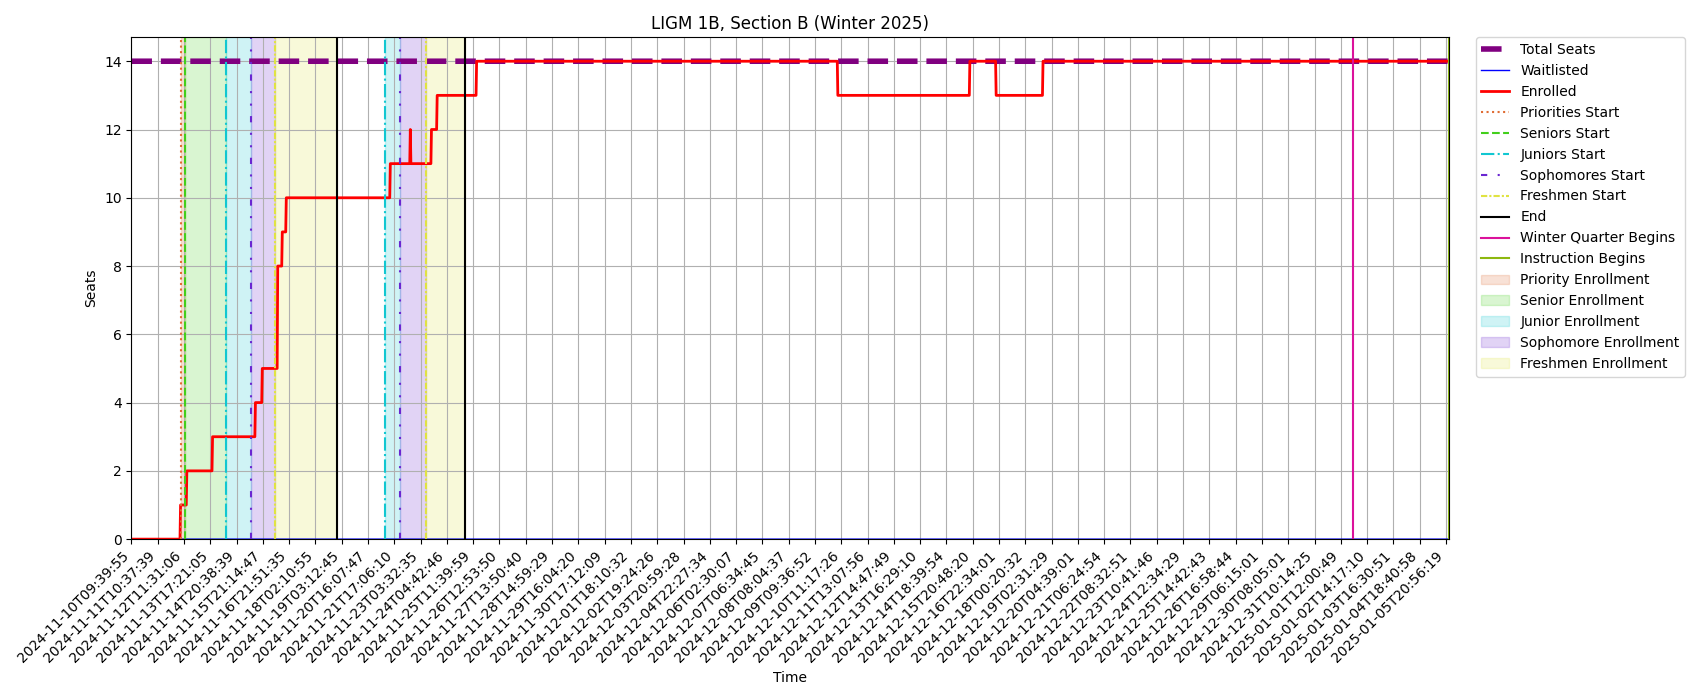 LIGM 1B, Section B (Winter 2025)
Total Seats
Waitlisted
Enrolled
Priorities Start
Seniors Start
Juniors Start
Sophomores Start
Freshmen Start
End
Winter Quarter Begins
Instruction Begins
Priority Enrollment
Senior Enrollment
Junior Enrollment
Sophomore Enrollment
Freshmen Enrollment
Seats
14
12
10
8
6
4
2
0
2024-11-10T09:39:55
2024-11-11T10:37:39
2024-11-12T11:31:06
2024-11-13T17:21:05
2024-11-14T20:38:39
2024-11-15T21:14:47
2024-11-16T21:51:35
2024-11-18T02:10:55
2024-11-19T03:12:45
2024-11-20T16:07:47
2024-11-21T17:06:10
2024-11-23T03:32:35
2024-11-24T04:42:46
2024-11-25T11:39:59
2024-11-26T12:53:50
2024-11-27T13:50:40
2024-11-28T14:59:29
2024-11-29T16:04:20
2024-11-30T17:12:09
2024-12-01T18:10:32
2024-12-02T19:24:26
2024-12-03T20:59:28
2024-12-04T22:27:34
2024-12-06T02:30:07
2024-12-07T06:34:45
2024-12-08T08:04:37
2024-12-09T09:36:52
2024-12-10T11:17:26
2024-12-11T13:07:56
2024-12-12T14:47:49
2024-12-13T16:29:10
2024-12-14T18:39:54
2024-12-15T20:48:20
2024-12-16T22:34:01
2024-12-18T00:20:32
2024-12-19T02:31:29
2024-12-20T04:39:01
2024-12-21T06:24:54
2024-12-22T08:32:51
2024-12-23T10:41:46
2024-12-24T12:34:29
2024-12-25T14:42:43
2024-12-26T16:58:44
2024-12-29T06:15:01
2024-12-30T08:05:01
2024-12-31T10:14:25
2025-01-01T12:00:49
2025-01-02T14:17:10
2025-01-03T16:30:51
2025-01-04T18:40:58
2025-01-05T20:56:19
Time